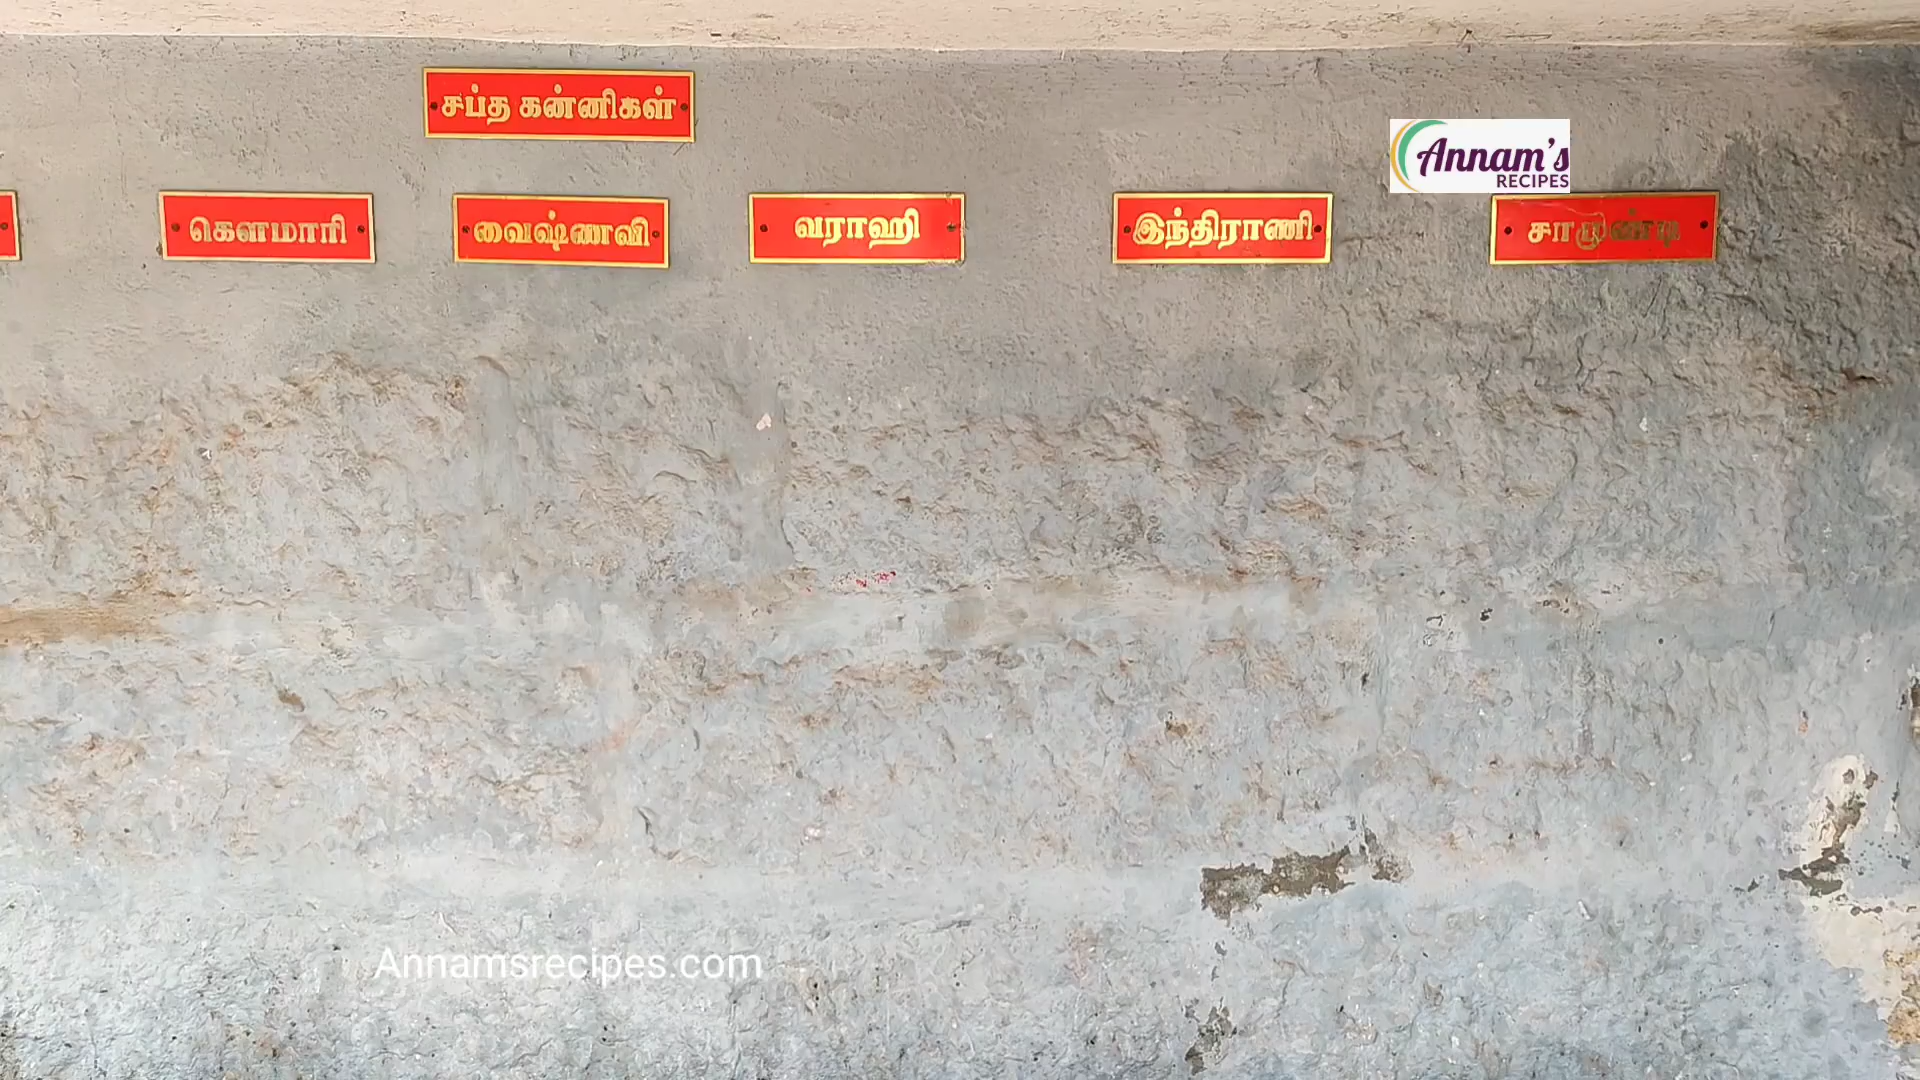 சப்த கன்னிகள்
Annam's
RECIPES
கௌமாரி
வைஷ்ணவி
வராஹி
இந்திராணி
சாமுண்டி
Annamsrecipes.com